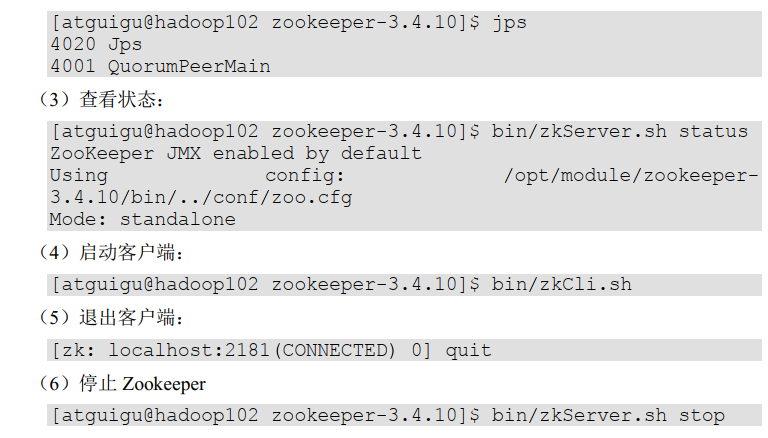 [atguigu@hadoop102 zookeeper-3.4.10]$ jps
4020 Jps
4001 QuorumPeerMain
（3）查看状态：
[atguigu@hadoop102 zookeeper-3.4.10]$ bin/zkServer.sh status
ZooKeeper JMX enabled by default
Using config: /opt/module/zookeeper-
3.4.10/bin/../conf/zoo.cfg
Mode: standalone
（4）启动客户端：
[atguigu@hadoop102 zookeeper-3.4.10]$ bin/zkCli.sh
（5）退出客户端：
[zk: localhost:2181(CONNECTED) 0] quit
（6）停止 Zookeeper
[atguigu@hadoop102 zookeeper-3.4.10]$ bin/zkServer.sh stop